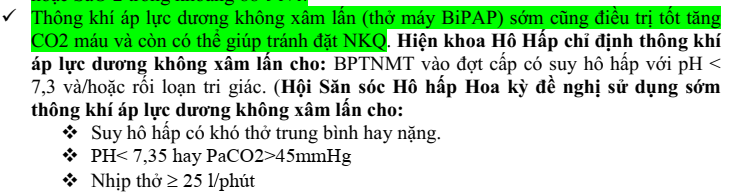 ✓ Thông khí áp lực dương không xâm lấn (thở máy BiPAP) sớm cũng điều trị tốt tăng
CO2 máu và còn có thể giúp tránh đặt NKQ. Hiện khoa Hô Hấp chỉ định thông khí
áp lực dương không xâm lấn cho: BPTNMT vào đợt cấp có suy hô hấp với pH <
7,3 và/hoặc rối loạn tri giác. (Hội Săn sóc Hô hấp Hoa kỳ đề nghị sử dụng sớm
thông khí áp lực dương không xâm lấn cho:
❖ Suy hô hấp có khó thở trung bình hay nặng.
❖ PH< 7,35 hay PaCO2>45mmHg
❖ Nhịp thở ≥ 25 l/phút